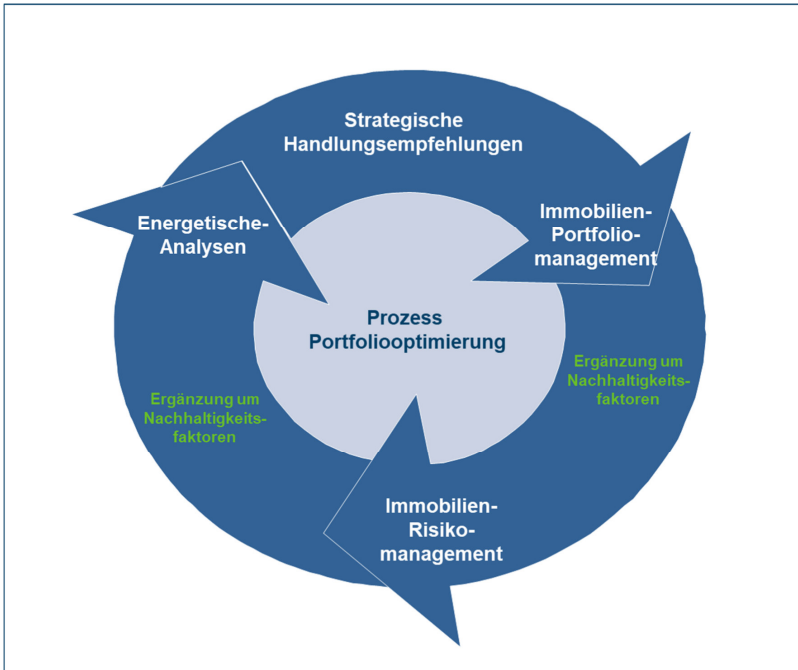 Strategische
Handlungsempfehlungen
Energetische-
Analysen
Immobilien-
Portfolio-
management
Prozess
Portfoliooptimierung
Ergänzung um
Nachhaltigkeits-
faktoren
Ergänzung um
Nachhaltigkeits-
faktoren
Immobilien-
Risiko-
management